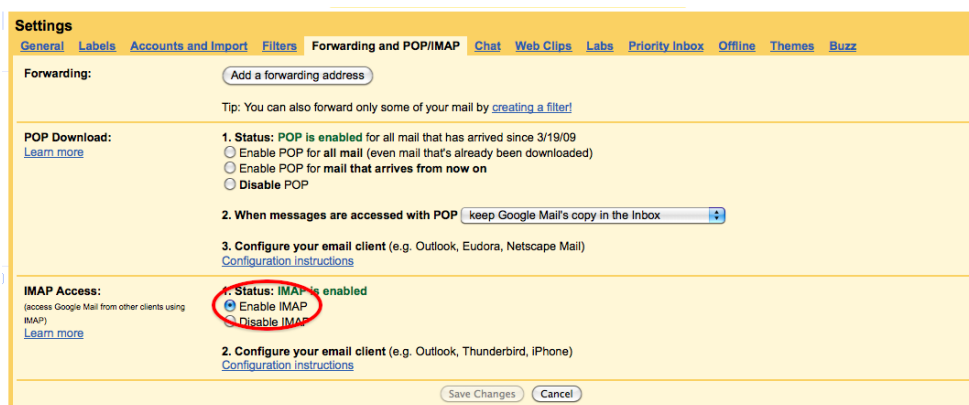 Settings
General Labels Accounts and Import Filters Forwarding and POP/IMAP Chat Web Clips Labs Priority Inbox Offline Themes Buzz
Forwarding:
Add a forwarding address
Tip: You can also forward only some of your mail by creating a filter!
POP Download:
Learn more
1. Status: POP is enabled for all mail that has arrived since 3/19/09
Enable POP for all mail (even mail that's already been downloaded)
Enable POP for mail that arrives from now on
Disable POP
2. When messages are accessed with POP keep Google Mail's copy in the Inbox
3. Configure your email client (e.g. Outlook, Eudora, Netscape Mail)
Configuration instructions
IMAP Access:
(access Google Mail from other clients using
IMAP)
Learn more
1. Status: IMAP is enabled
Enable IMAP
Disable IMAP
2. Configure your email client (e.g. Outlook, Thunderbird, iPhone)
Configuration instructions
Save Changes Cancel